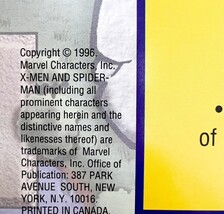 Copyright © 1996
Marvel Characters, Inc.
X-MEN AND SPIDER-
MAN (including all
prominent characters
appearing herein and the
distinctive names and
likenesses thereof) are
trademarks of Marvel
Characters, Inc. Office of
Publication: 387 PARK
AVENUE SOUTH, NEW
YORK, N.Y. 10016.
PRINTED IN CANADA.
•
of